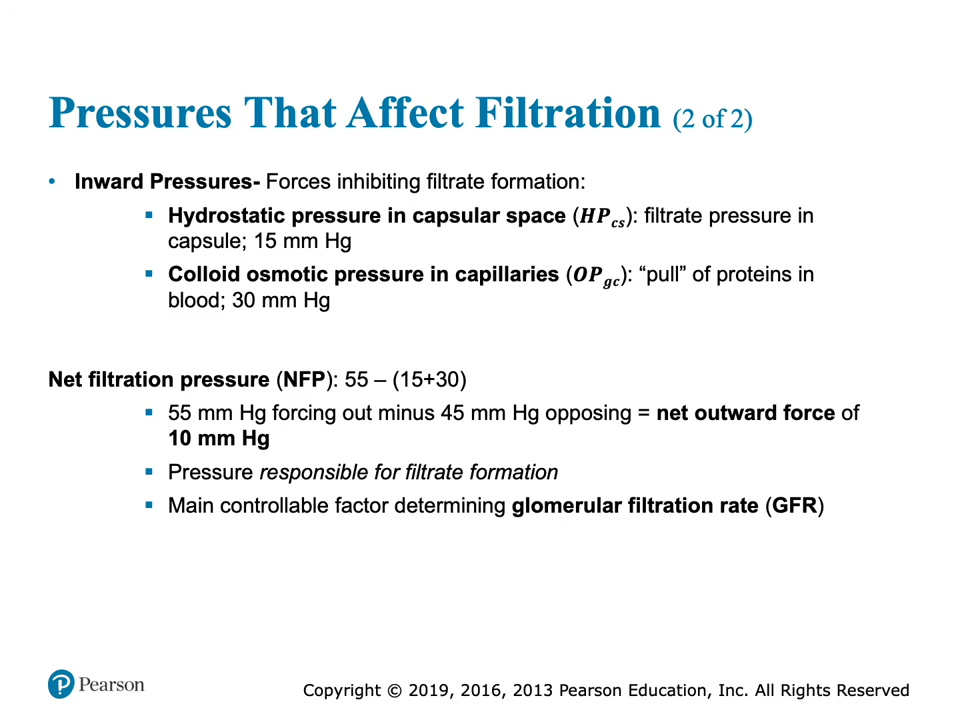 Pressures That Affect Filtration (2 of 2)
• Inward Pressures- Forces inhibiting filtrate formation:
▪ Hydrostatic pressure in capsular space (HPcs): filtrate pressure in
capsule; 15 mm Hg
▪ Colloid osmotic pressure in capillaries (OPgc): “pull” of proteins in
blood; 30 mm Hg
Net filtration pressure (NFP): 55 – (15+30)
▪ 55 mm Hg forcing out minus 45 mm Hg opposing = net outward force of
10 mm Hg
▪ Pressure responsible for filtrate formation
▪ Main controllable factor determining glomerular filtration rate (GFR)
P Pearson
Copyright © 2019, 2016, 2013 Pearson Education, Inc. All Rights Reserved